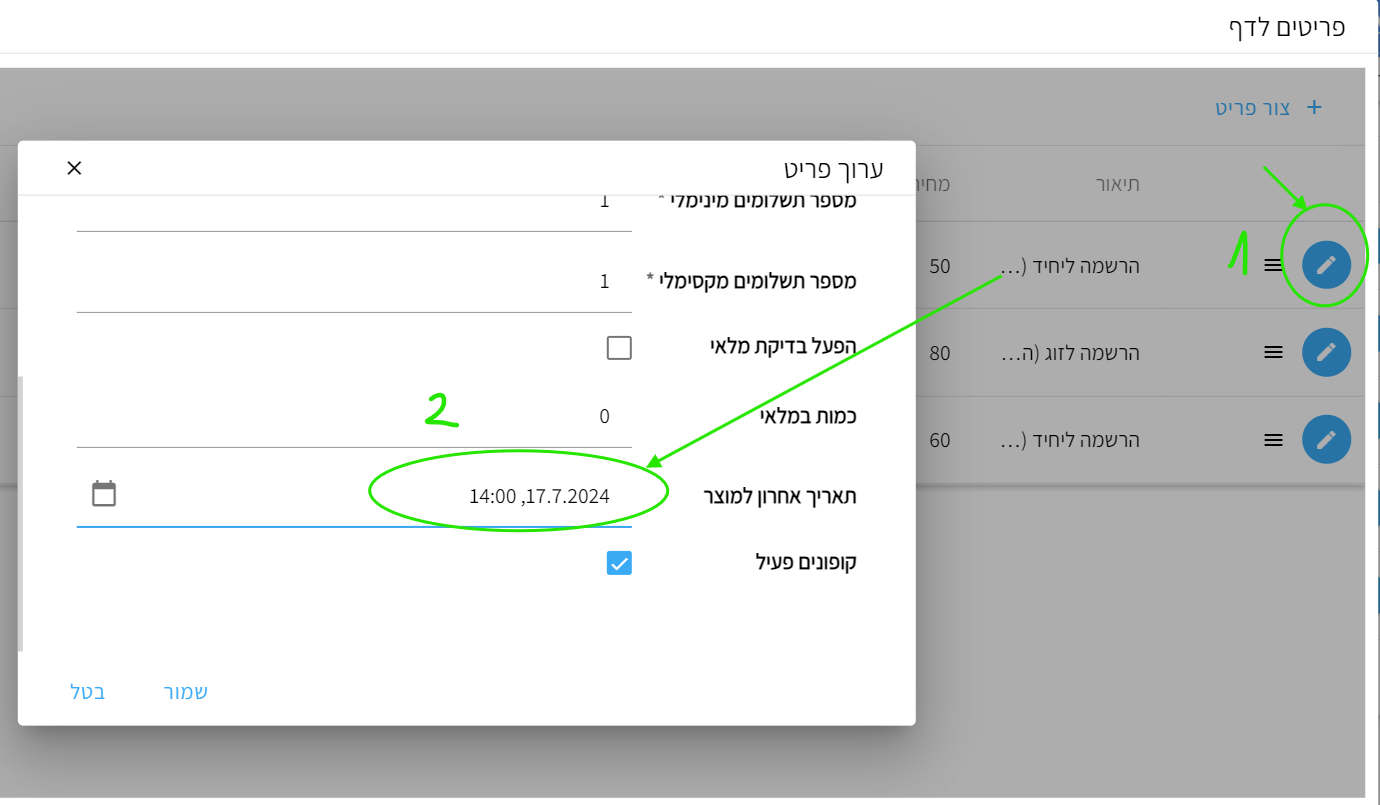 פריטים לדף
+ צור פריט
תיאור
1 הרשמה ליחיד (... 50
הרשמה לזוג (ה... 80
הרשמה ליחיד (... 60
ערוך פריט
מספר תשלומים מינימלי * 1
מספר תשלומים מקסימלי * 1
הפעל בדיקת מלאי
כמות במלאי 0
2
תאריך אחרון למוצר 17.7.2024, 14:00
קופונים פעיל
שמור בטל